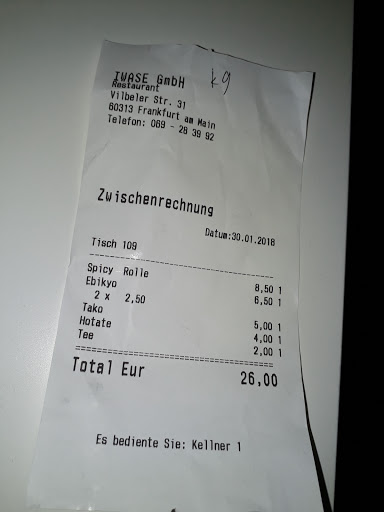 IWASE GmbH k9
Restaurant
Vilbeler Str. 31
60313 Frankfurt am Main
Telefon: 069 - 28 39 92
Zwischenrechnung
Datum:30.01.2018
Tisch 109
Spicy Rolle 8,50 1
Ebikyo 6,50 1
2 x 2,50
Tako 5,00 1
Hotate 4,00 1
Tee 2,00 1
Total Eur 26,00
Es bediente Sie: Kellner 1